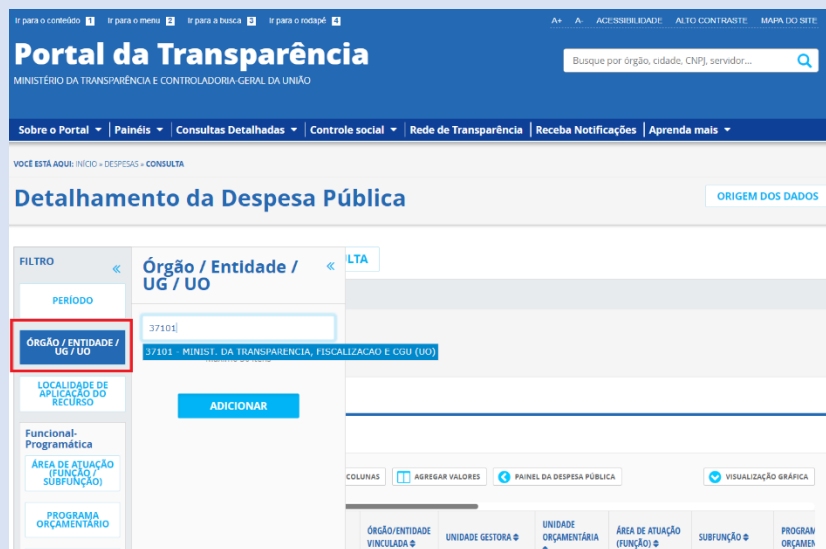 Ir para o conteúdo 1 Ir para o menu 2 Ir para a busca 3 Ir para o rodapé 4
A+ A- ACESSIBILIDADE ALTO CONTRASTE MAPA DO SITE
Portal da Transparência
MINISTÉRIO DA TRANSPARÊNCIA E CONTROLADORIA-GERAL DA UNIÃO
Busque por órgão, cidade, CNPJ, servidor...
Sobre o Portal Painéis Consultas Detalhadas Controle social Rede de Transparência Receba Notificações Aprenda mais
VOCÊ ESTÁ AQUI: INÍCIO » DESPESAS » CONSULTA
Detalhamento da Despesa Pública
ORIGEM DOS DADOS
FILTRO «
PERÍODO
ÓRGÃO / ENTIDADE /
UG / UO
LOCALIDADE DE
APLICAÇÃO DO
RECURSO
Funcional-
Programática
ÁREA DE ATUAÇÃO
(FUNÇÃO /
SUBFUNÇÃO)
PROGRAMA
ORÇAMENTÁRIO
Órgão / Entidade / «
UG / UO
37101
37101 - MINIST. DA TRANSPARENCIA, FISCALIZACAO E CGU (UO)
ADICIONAR
LTA
COLUNAS AGREGAR VALORES PAINEL DA DESPESA PÚBLICA VISUALIZAÇÃO GRÁFICA
ÓRGÃO/ENTIDADE
VINCULADA
UNIDADE GESTORA
UNIDADE
ORÇAMENTÁRIA
ÁREA DE ATUAÇÃO
(FUNÇÃO)
SUBFUNÇÃO
PROGRAM
ORÇAMEN